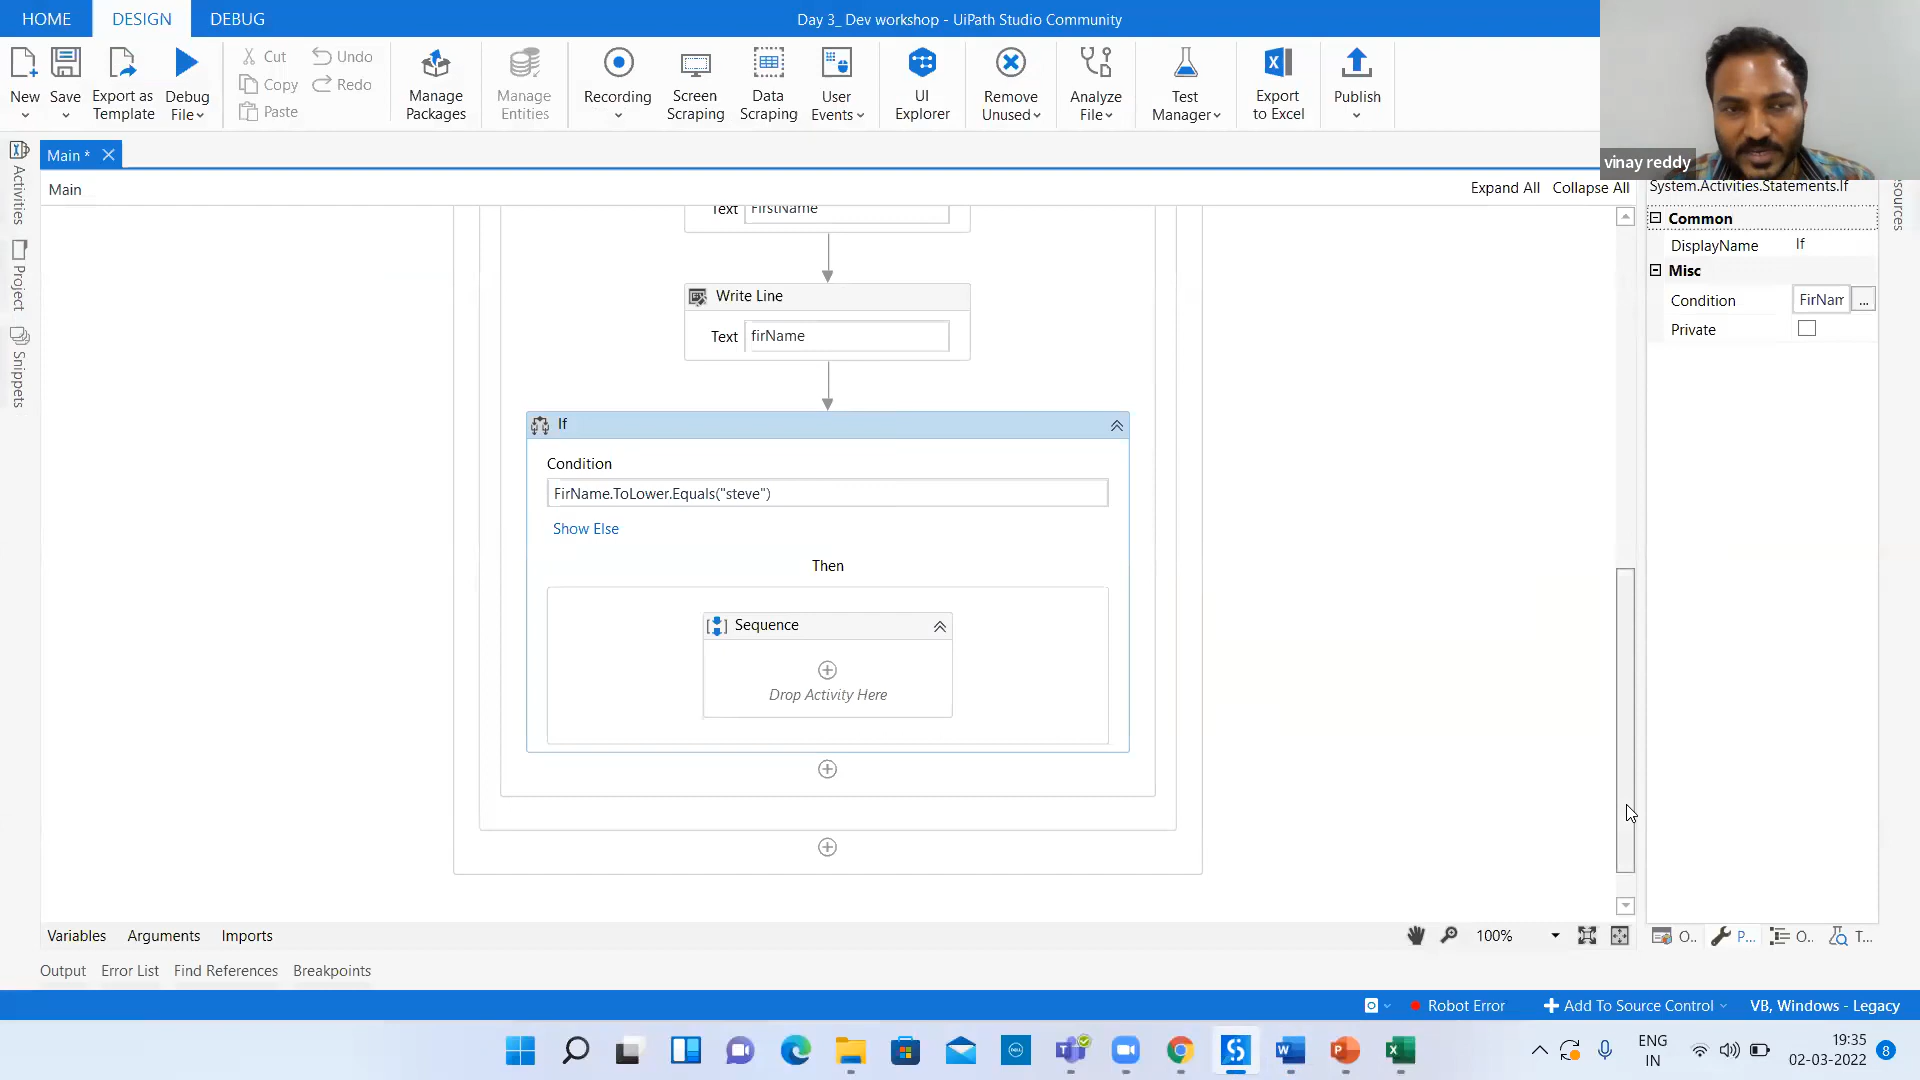 HOME DESIGN DEBUG
Day 3_ Dev workshop - UiPath Studio Community
New
Save
Export as
Template
Debug
File
Cut
Copy
Paste
Undo
Redo
Manage
Packages
Manage
Entities
Recording
Screen
Scraping
Data
Scraping
User
Events
UI
Explorer
Remove
Unused
Analyze
File
Test
Manager
Export
to Excel
Publish
vinay reddy
Main *
Main
Expand All Collapse All
Activities
Project
Snippets
Text FirstName
Write Line
Text firName
If
Condition
FirName.ToLower.Equals("steve")
Show Else
Then
Sequence
Drop Activity Here
System.Activities.Statements.If
Common
DisplayName If
Misc
Condition FirNam ...
Private
sources
Variables Arguments Imports
100%
O.. P... O.. T...
Output Error List Find References Breakpoints
Robot Error Add To Source Control VB, Windows - Legacy
ENG
IN
19:35
02-03-2022
8